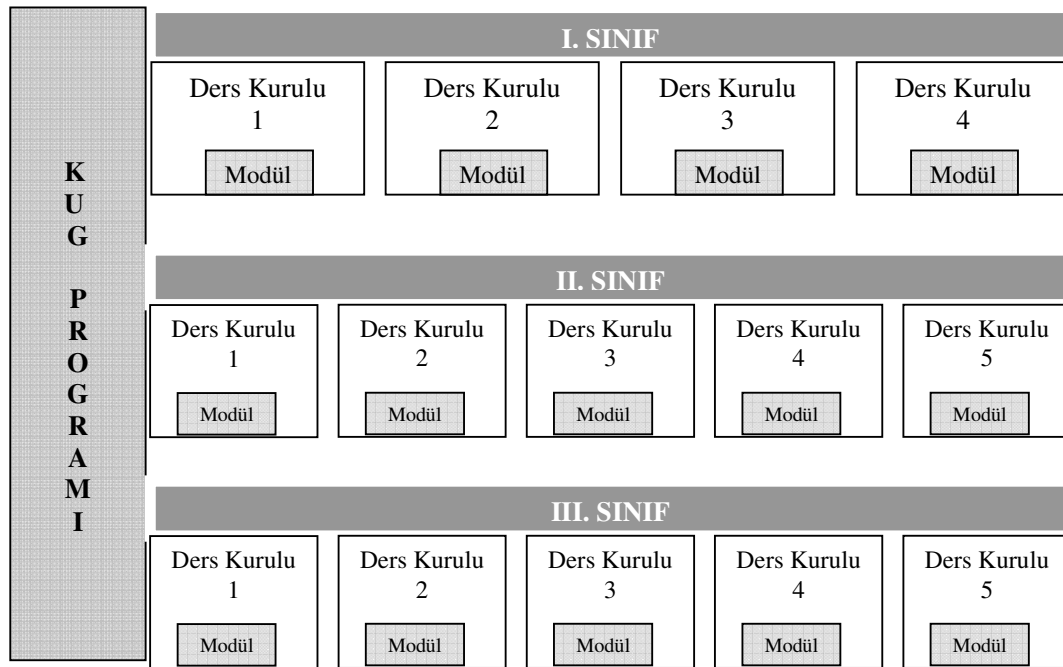 KUG PROGRAMI
I. SINIF
Ders Kurulu
1
Modül
Ders Kurulu
2
Modül
Ders Kurulu
3
Modül
Ders Kurulu
4
Modül
II. SINIF
Ders Kurulu
1
Modül
Ders Kurulu
2
Modül
Ders Kurulu
3
Modül
Ders Kurulu
4
Modül
Ders Kurulu
5
Modül
III. SINIF
Ders Kurulu
1
Modül
Ders Kurulu
2
Modül
Ders Kurulu
3
Modül
Ders Kurulu
4
Modül
Ders Kurulu
5
Modül